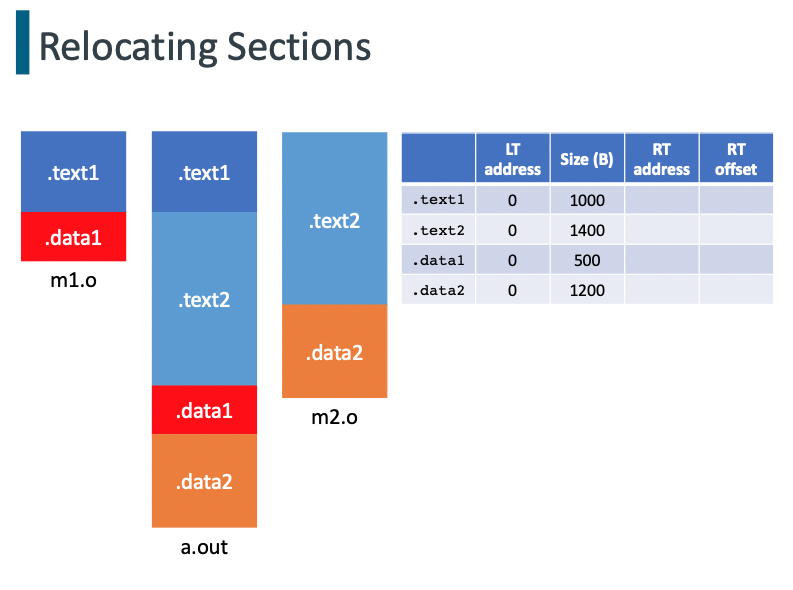 Relocating Sections
.text1
.data1
m1.o
.text1
.text2
.data1
.data2
a.out
.text2
.data2
m2.o
LT address Size (B) RT address RT offset
.text1 0 1000
.text2 0 1400
.data1 0 500
.data2 0 1200